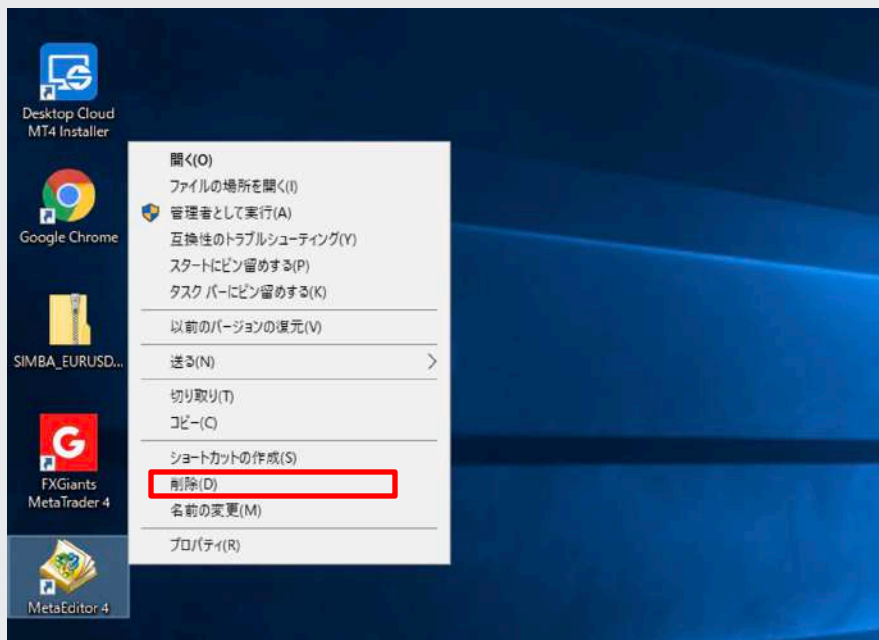 Desktop Cloud
MT4 Installer
Google Chrome
SIMBA_EURUSD...
G
FXGiants
MetaTrader 4
MetaEditor 4
開く(O)
ファイルの場所を開く(I)
管理者として実行(A)
互換性のトラブルシューティング(Y)
スタートにピン留めする(P)
タスク バーにピン留めする(K)
以前のバージョンの復元(V)
送る(N)
切り取り(T)
コピー(C)
ショートカットの作成(S)
削除(D)
名前の変更(M)
プロパティ(R)